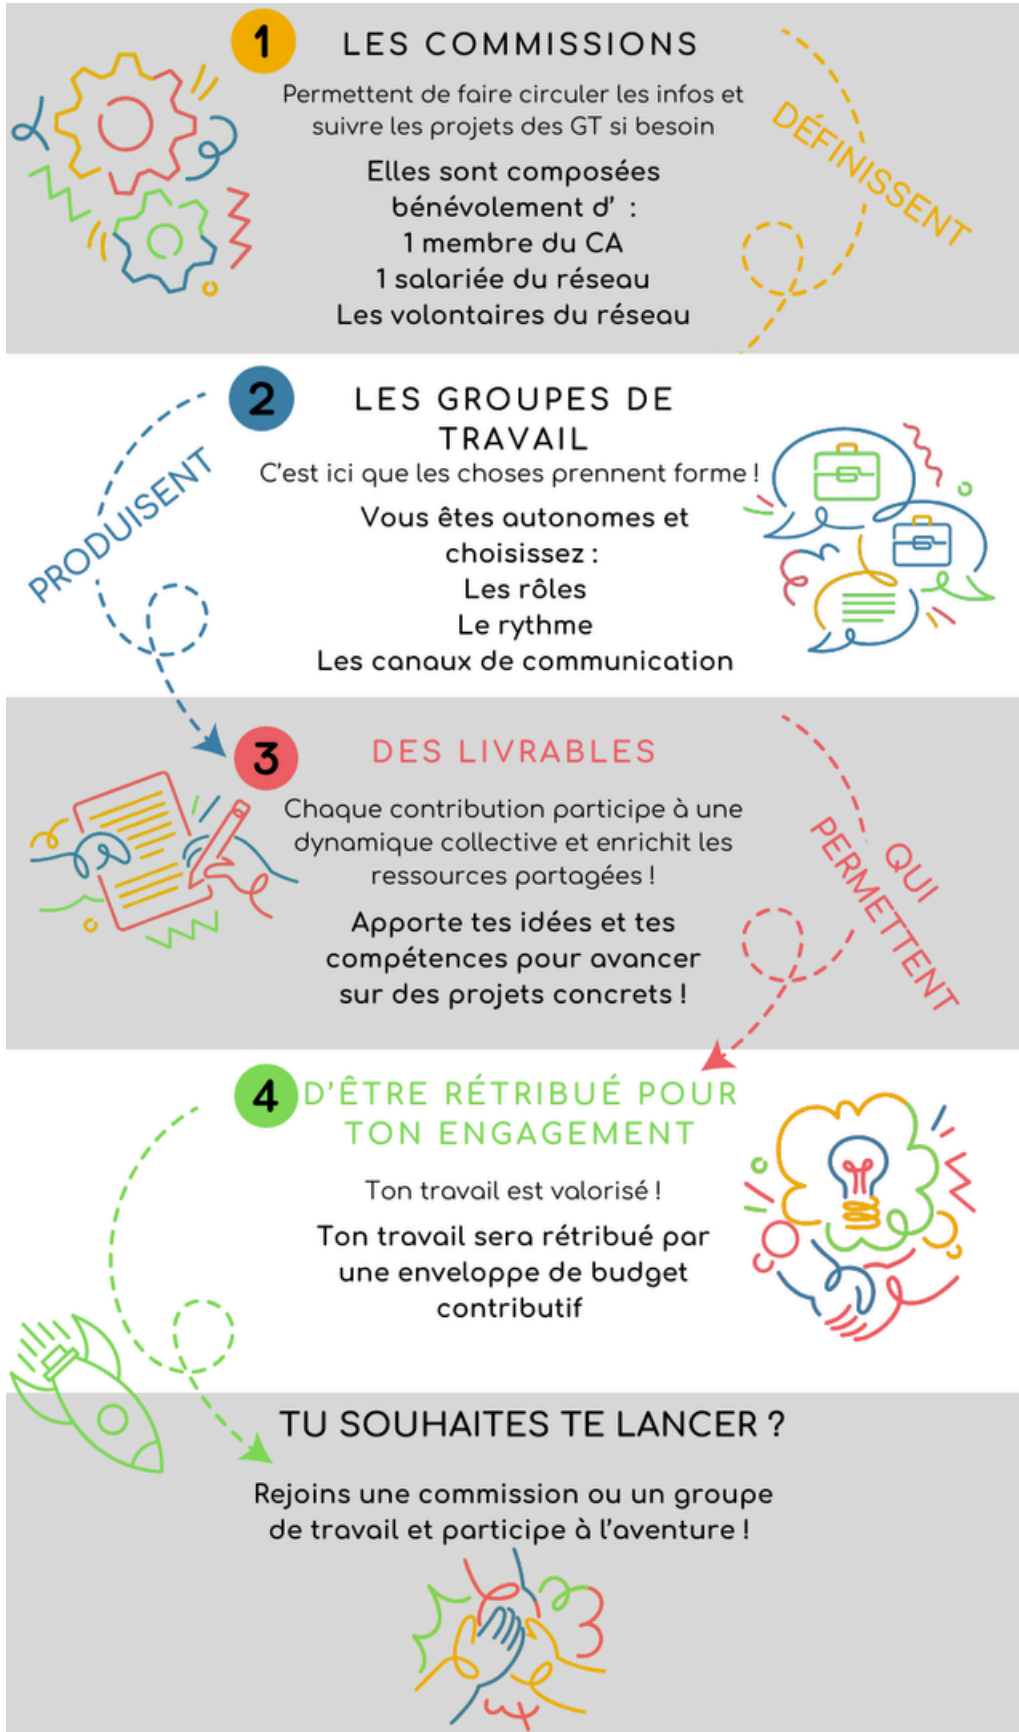 1
LES COMMISSIONS
Permettent de faire circuler les infos et
suivre les projets des GT si besoin
Elles sont composées
bénévolement d' :
1 membre du CA
1 salariée du réseau
Les volontaires du réseau
DÉFINISSENT
2
LES GROUPES DE
TRAVAIL
C'est ici que les choses prennent forme !
Vous êtes autonomes et
choisissez :
Les rôles
Le rythme
Les canaux de communication
PRODUISENT
3
DES LIVRABLES
Chaque contribution participe à une
dynamique collective et enrichit les
ressources partagées !
Apporte tes idées et tes
compétences pour avancer
sur des projets concrets !
QUI
PERMETTENT
4
D'ÊTRE RÉTRIBUÉ POUR
TON ENGAGEMENT
Ton travail est valorisé !
Ton travail sera rétribué par
une enveloppe de budget
contributif
TU SOUHAITES TE LANCER ?
Rejoins une commission ou un groupe
de travail et participe à l'aventure !